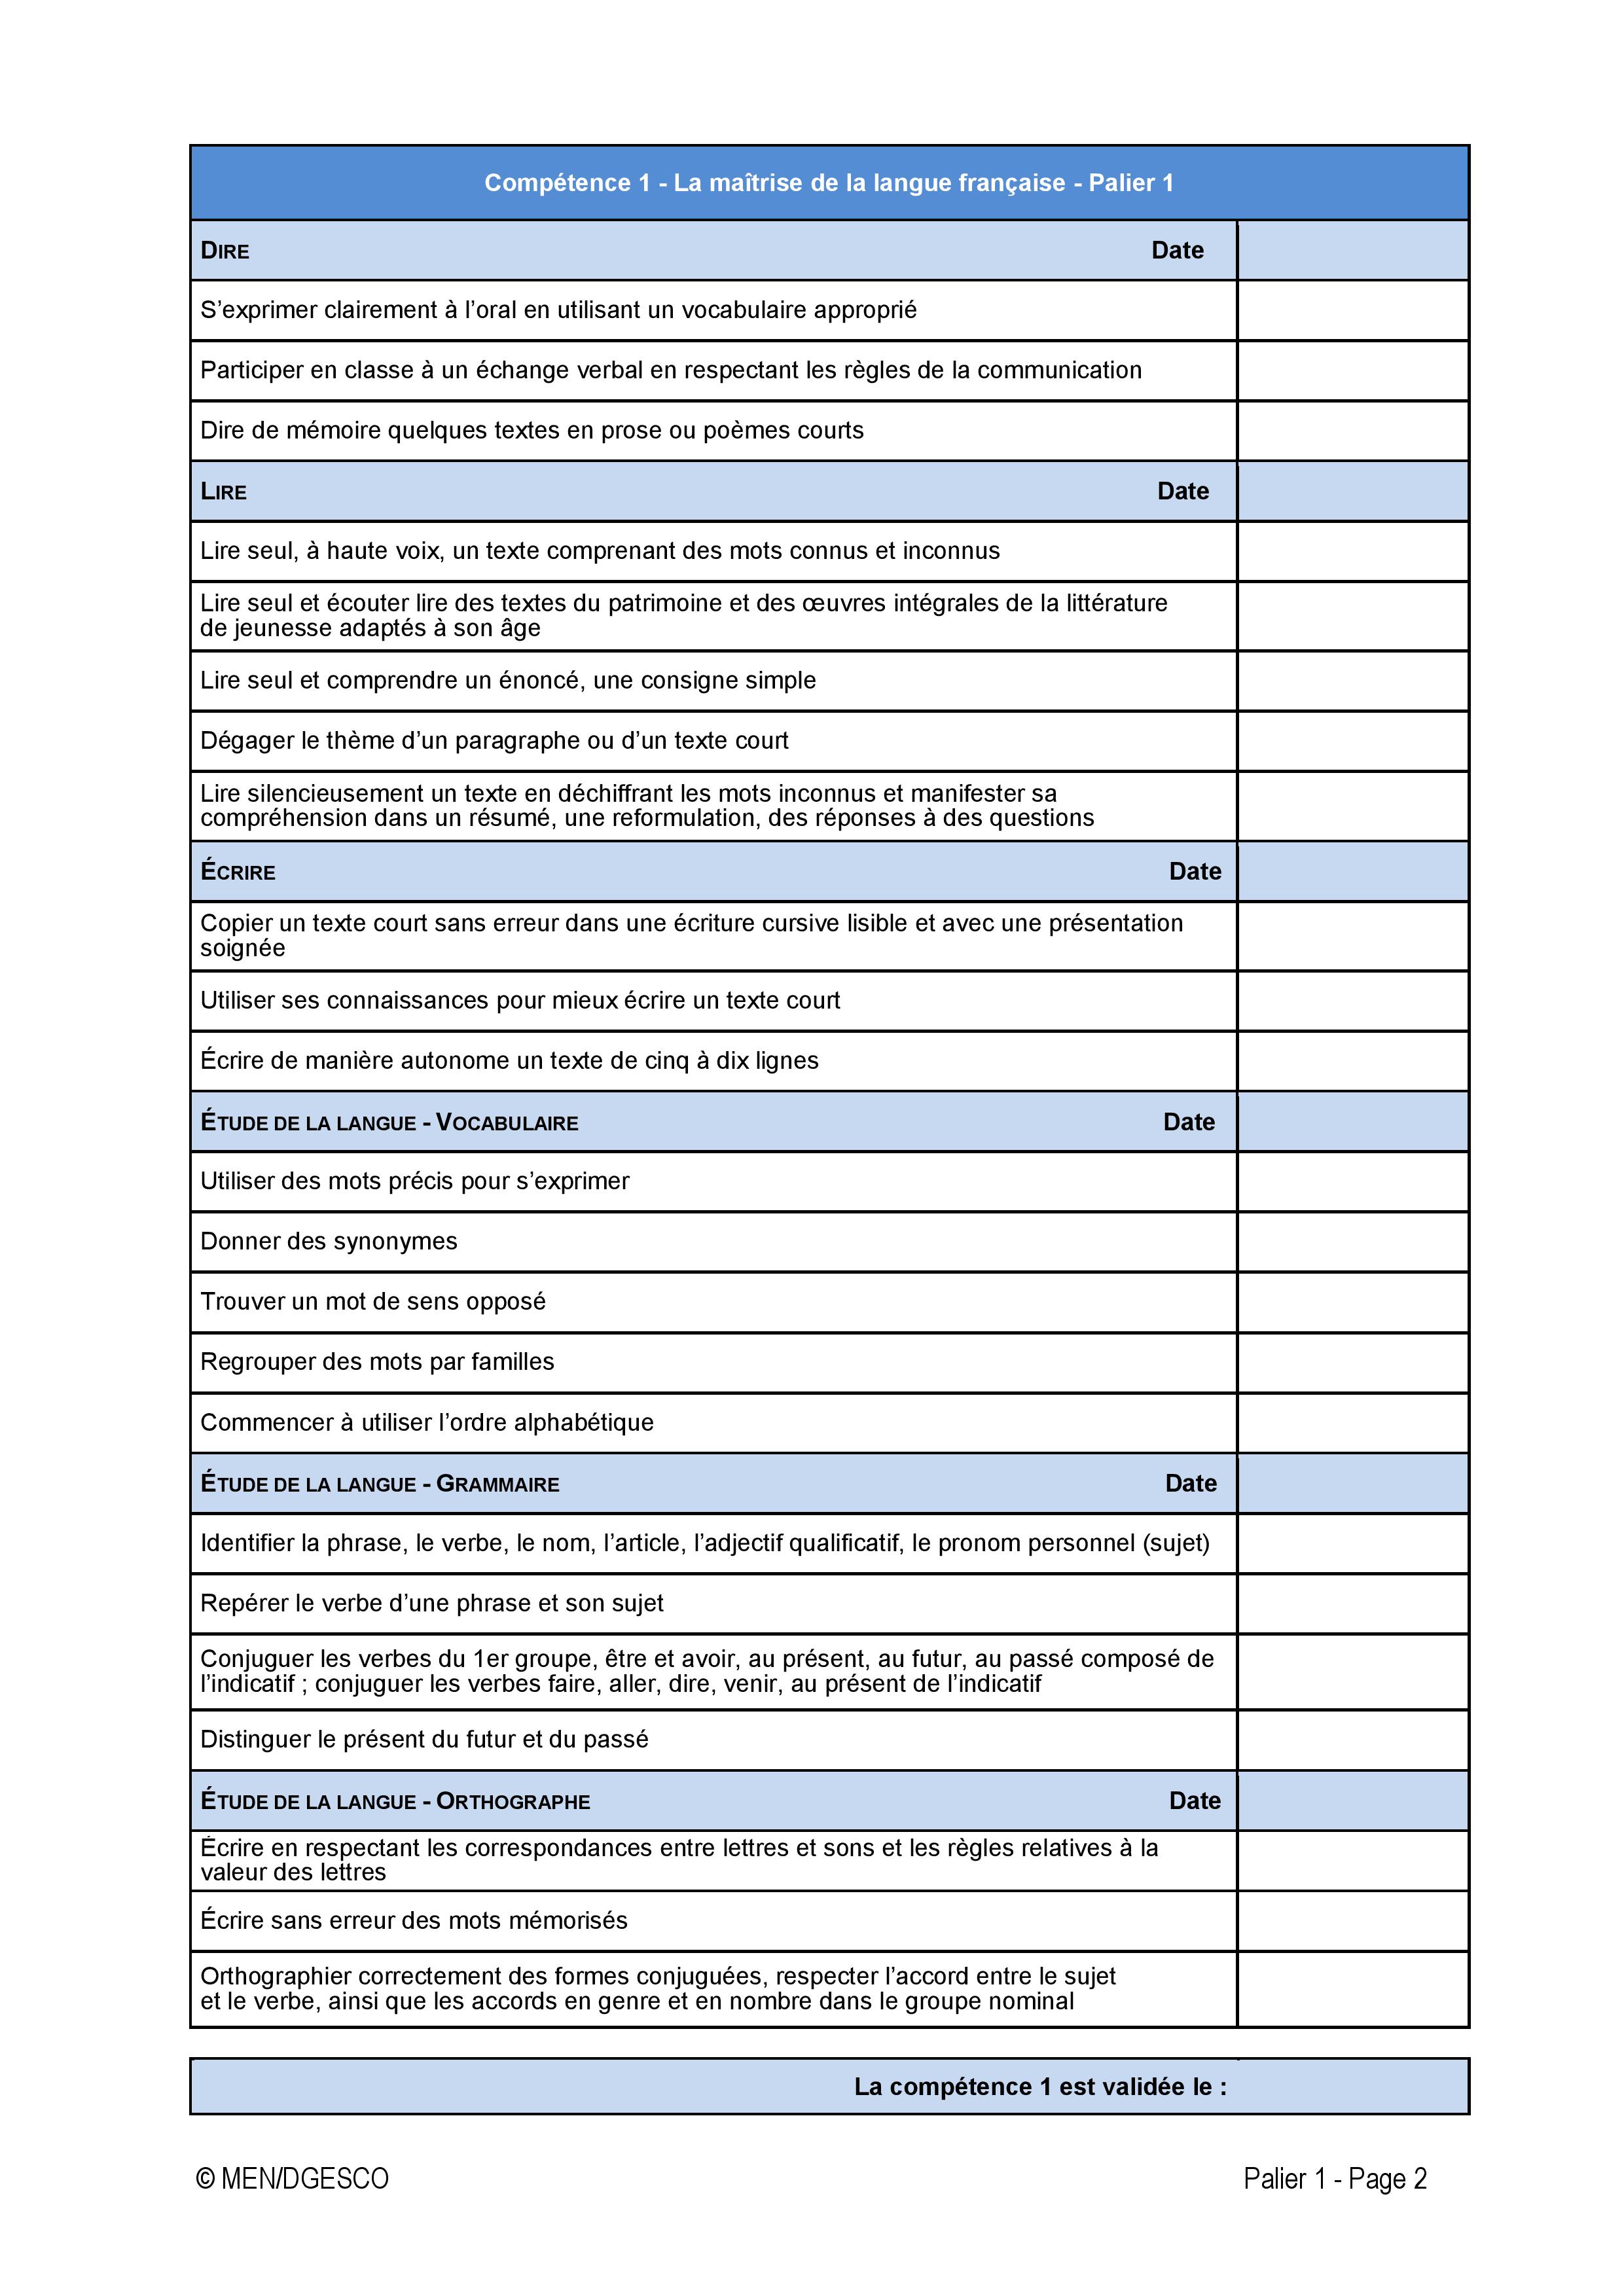 Compétence 1 - La maîtrise de la langue française - Palier 1
DIRE Date
S’exprimer clairement à l’oral en utilisant un vocabulaire approprié
Participer en classe à un échange verbal en respectant les règles de la communication
Dire de mémoire quelques textes en prose ou poèmes courts
LIRE Date
Lire seul, à haute voix, un texte comprenant des mots connus et inconnus
Lire seul et écouter lire des textes du patrimoine et des œuvres intégrales de la littérature
de jeunesse adaptés à son âge
Lire seul et comprendre un énoncé, une consigne simple
Dégager le thème d’un paragraphe ou d’un texte court
Lire silencieusement un texte en déchiffrant les mots inconnus et manifester sa
compréhension dans un résumé, une reformulation, des réponses à des questions
ÉCRIRE Date
Copier un texte court sans erreur dans une écriture cursive lisible et avec une présentation
soignée
Utiliser ses connaissances pour mieux écrire un texte court
Écrire de manière autonome un texte de cinq à dix lignes
ÉTUDE DE LA LANGUE - VOCABULAIRE Date
Utiliser des mots précis pour s’exprimer
Donner des synonymes
Trouver un mot de sens opposé
Regrouper des mots par familles
Commencer à utiliser l’ordre alphabétique
ÉTUDE DE LA LANGUE - GRAMMAIRE Date
Identifier la phrase, le verbe, le nom, l’article, l’adjectif qualificatif, le pronom personnel (sujet)
Repérer le verbe d’une phrase et son sujet
Conjuguer les verbes du 1er groupe, être et avoir, au présent, au futur, au passé composé de
l’indicatif ; conjuguer les verbes faire, aller, dire, venir, au présent de l’indicatif
Distinguer le présent du futur et du passé
ÉTUDE DE LA LANGUE - ORTHOGRAPHE Date
Écrire en respectant les correspondances entre lettres et sons et les règles relatives à la
valeur des lettres
Écrire sans erreur des mots mémorisés
Orthographier correctement des formes conjuguées, respecter l’accord entre le sujet
et le verbe, ainsi que les accords en genre et en nombre dans le groupe nominal
La compétence 1 est validée le :
© MEN/DGESCO Palier 1 - Page 2